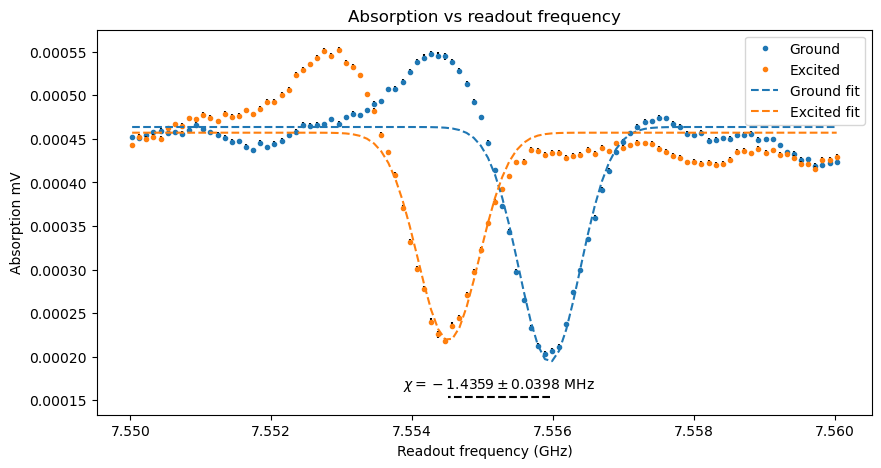 Absorption vs readout frequency
Absorption mV
0.00055
0.00050
0.00045
0.00040
0.00035
0.00030
0.00025
0.00020
0.00015
Ground
Excited
Ground fit
Excited fit
χ = −1.4359 ± 0.0398 MHz
7.550 7.552 7.554 7.556 7.558 7.560
Readout frequency (GHz)